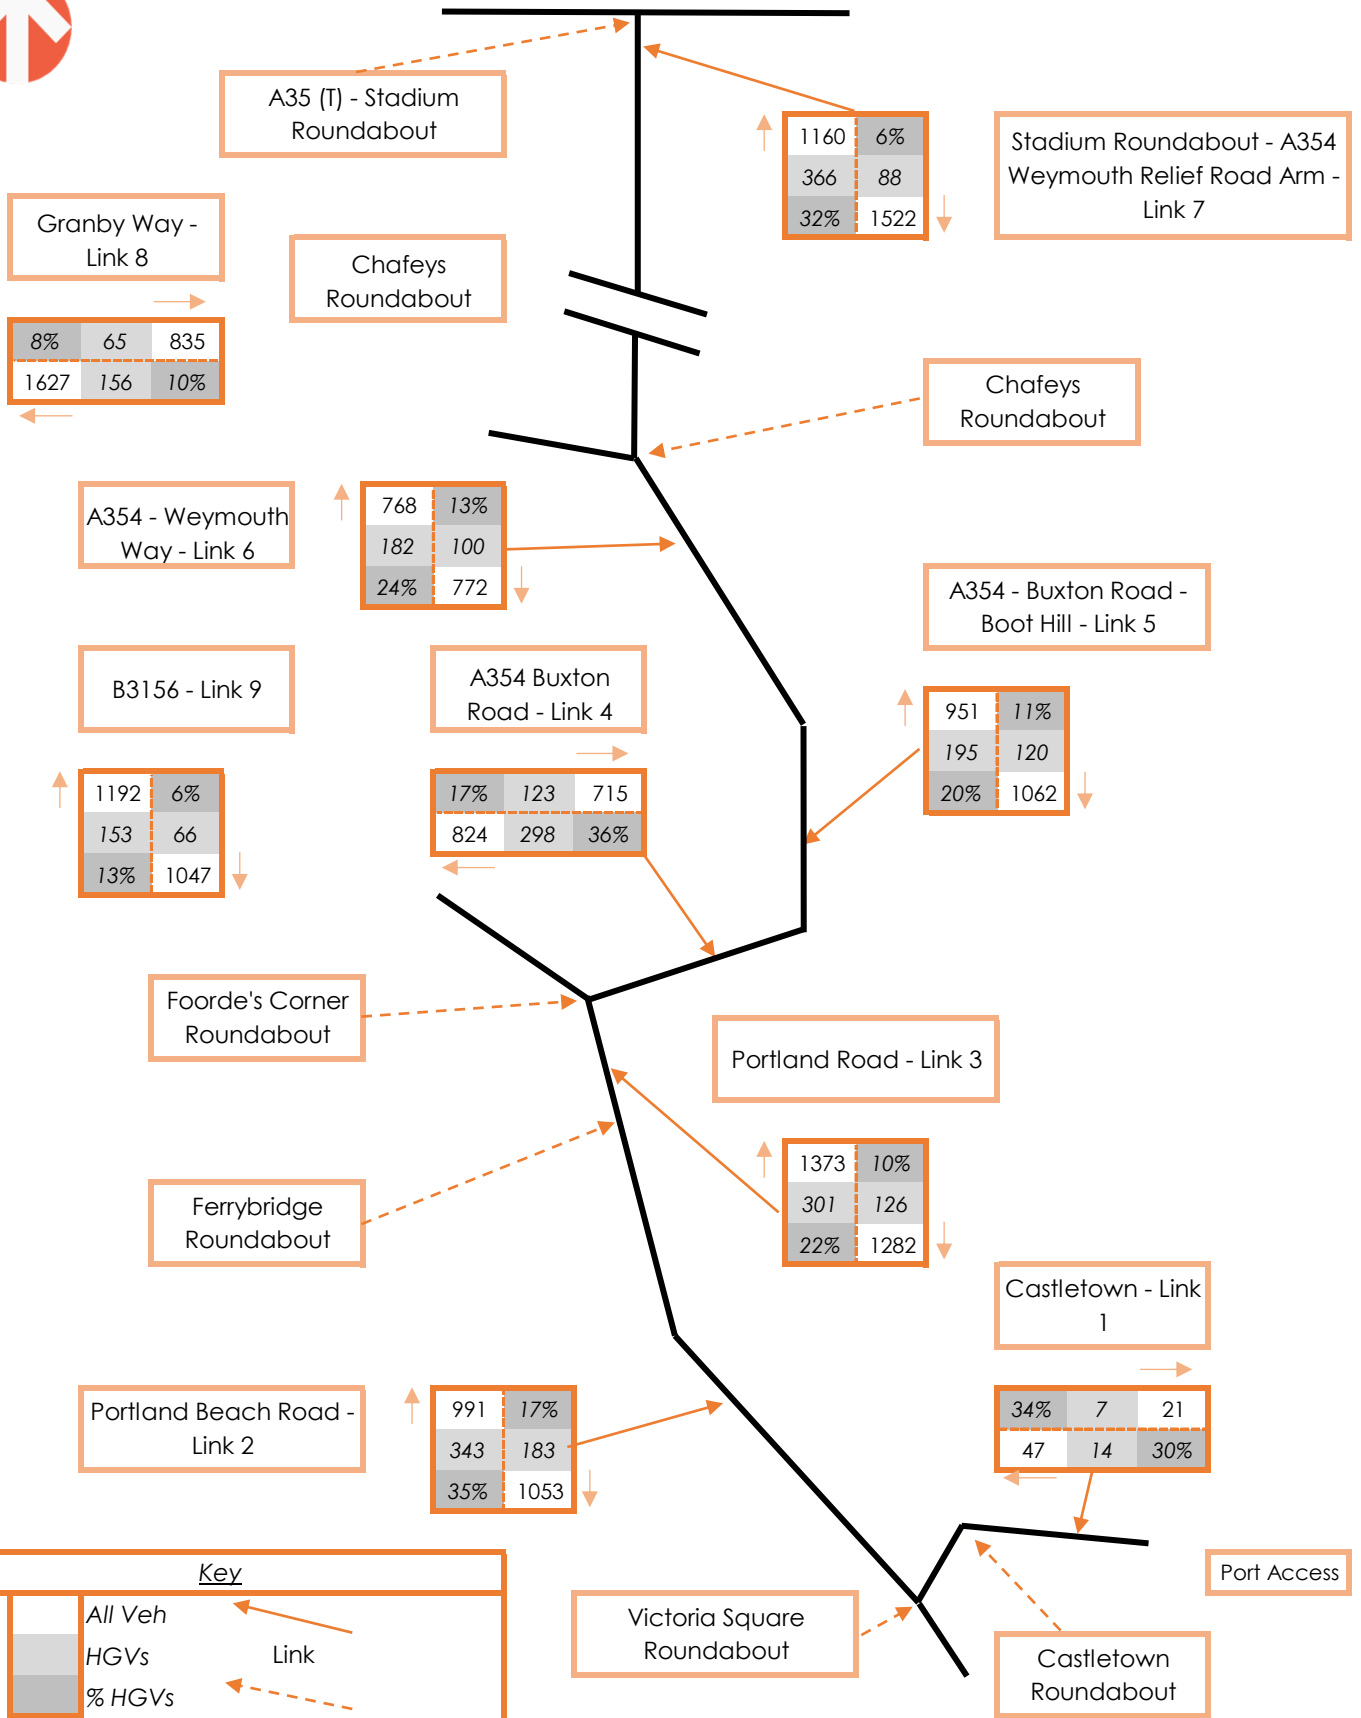 A35 (T) - Stadium
Roundabout
1160 6%
366 88
32% 1522
Stadium Roundabout - A354
Weymouth Relief Road Arm -
Link 7
Granby Way -
Link 8
8% 65 835
1627 156 10%
Chafeys
Roundabout
Chafeys
Roundabout
A354 - Weymouth
Way - Link 6
768 13%
182 100
24% 772
A354 - Buxton Road -
Boot Hill - Link 5
951 11%
195 120
20% 1062
B3156 - Link 9
1192 6%
153 66
13% 1047
A354 Buxton
Road - Link 4
17% 123 715
824 298 36%
Foorde's Corner
Roundabout
Portland Road - Link 3
1373 10%
301 126
22% 1282
Ferrybridge
Roundabout
Castletown - Link
1
34% 7 21
47 14 30%
Portland Beach Road -
Link 2
991 17%
343 183
35% 1053
Port Access
Victoria Square
Roundabout
Castletown
Roundabout
Key
All Veh
HGVs Link
% HGVs